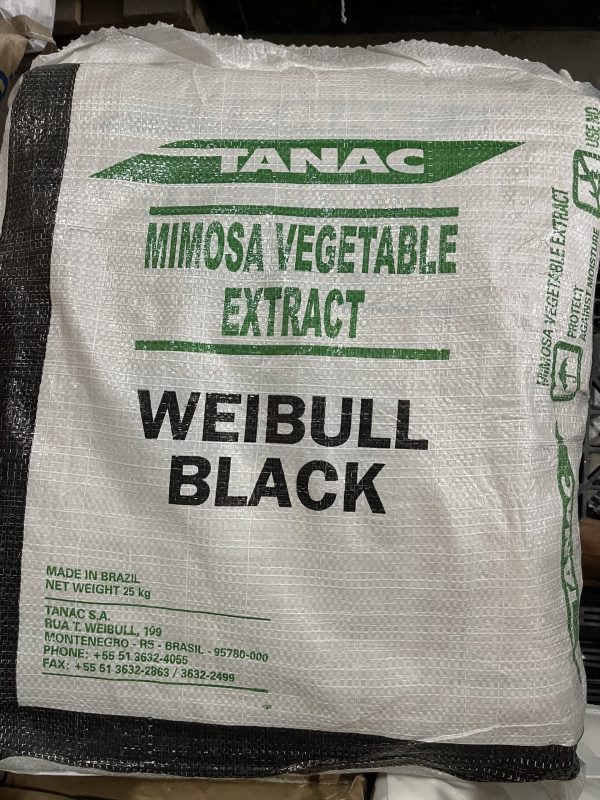 TANAC
MIMOSA VEGETABLE
EXTRACT
WEIBULL
BLACK
MADE IN BRAZIL
NET WEIGHT 25 kg
TANAC S.A.
RUA T. WEIBULL, 199
MONTENEGRO - RS - BRASIL - 95780-000
PHONE: +55 51 3632-4055
FAX: +55 51 3632-2863 / 3632-2499
MIMOSA VEGETABLE EXTRACT
PROTECT
AGAINST MOISTURE
USE NO
TANAC